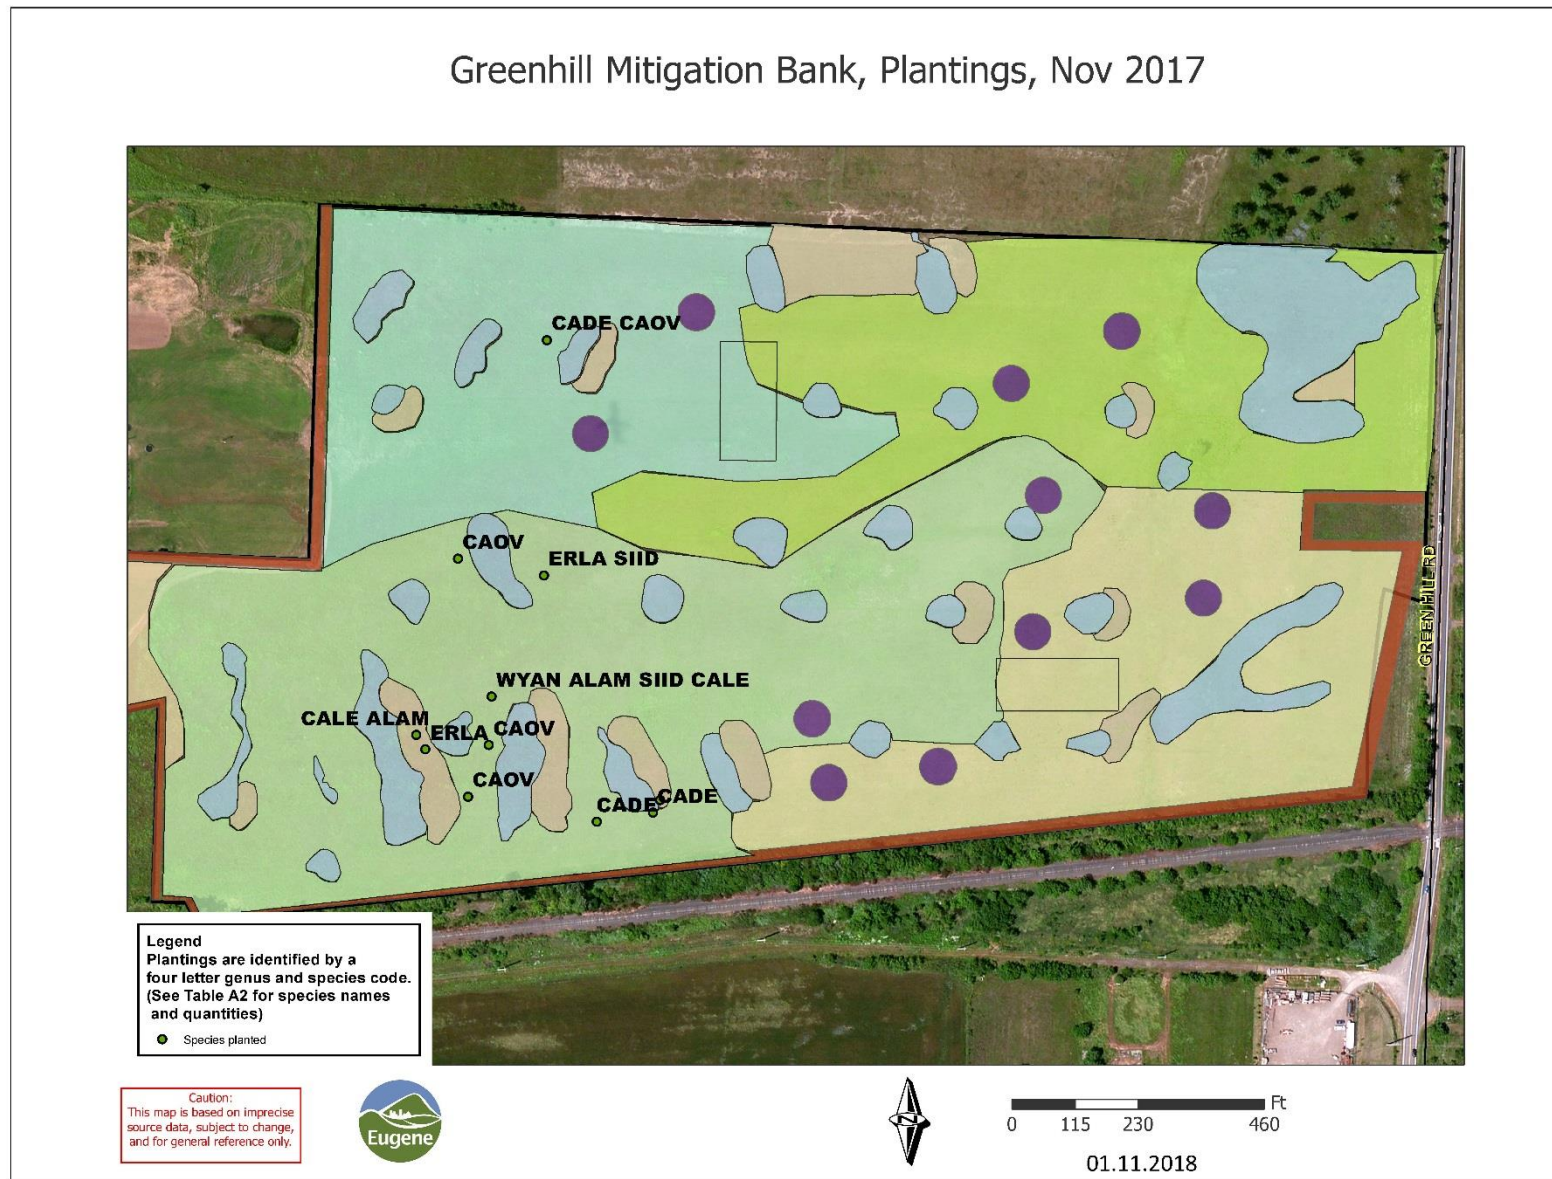 Greenhill Mitigation Bank, Plantings, Nov 2017
CADE CAOV
CAOV
ERLA SIID
GREENHILL RD
WYAN ALAM SIID CALE
CALE ALAM
ERLA
CAOV
CAOV
CADE
CADE
Legend
Plantings are identified by a
four letter genus and species code.
(See Table A2 for species names
and quantities)
Species planted
Caution:
This map is based on imprecise
source data, subject to change,
and for general reference only.
Eugene
N
Ft
0 115 230 460
01.11.2018